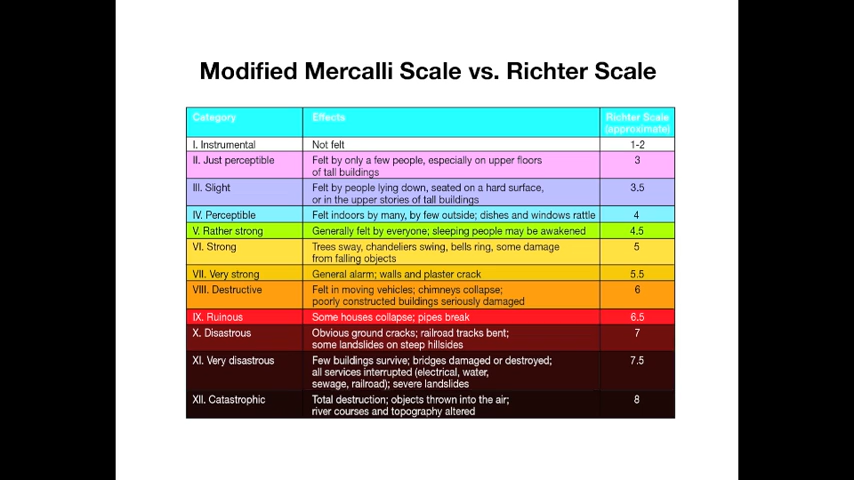 Modified Mercalli Scale vs. Richter Scale
Category Effects Richter Scale
(approximate)
I. Instrumental Not felt 1-2
II. Just perceptible Felt by only a few people, especially on upper floors 3
of tall buildings
III. Slight Felt by people lying down, seated on a hard surface, 3.5
or in the upper stories of tall buildings
IV. Perceptible Felt indoors by many, by few outside; dishes and windows rattle 4
V. Rather strong Generally felt by everyone; sleeping people may be awakened 4.5
VI. Strong Trees sway, chandeliers swing, bells ring, some damage 5
from falling objects
VII. Very strong General alarm; walls and plaster crack 5.5
VIII. Destructive Felt in moving vehicles; chimneys collapse; 6
poorly constructed buildings seriously damaged
IX. Ruinous Some houses collapse; pipes break 6.5
X. Disastrous Obvious ground cracks; railroad tracks bent; 7
some landslides on steep hillsides
XI. Very disastrous Few buildings survive; bridges damaged or destroyed; 7.5
all services interrupted (electrical, water,
sewage, railroad); severe landslides
XII. Catastrophic Total destruction; objects thrown into the air; 8
river courses and topography altered